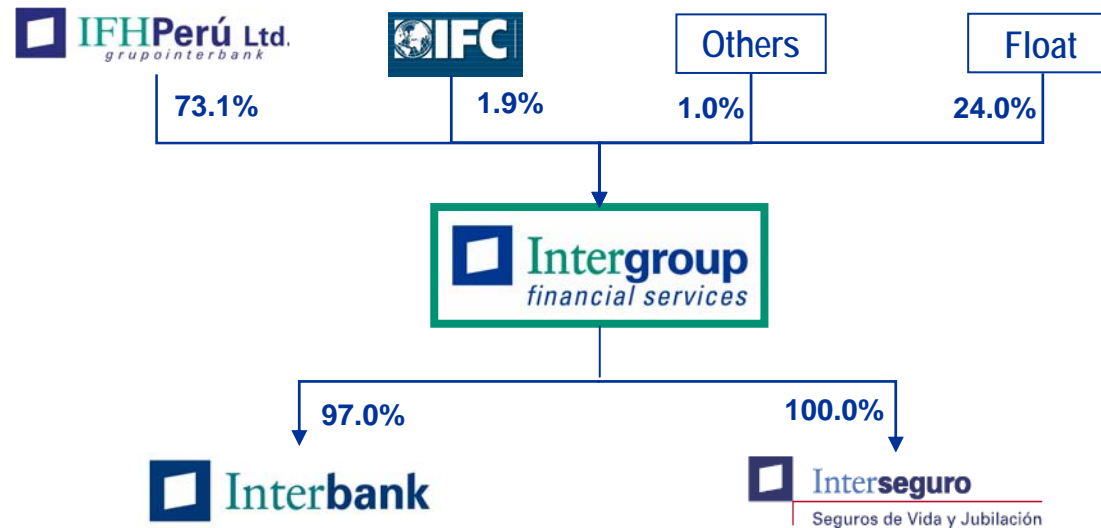 IFHPerú Ltd.
grupointerbank
IFC
Others
Float
73.1%
1.9%
1.0%
24.0%
Intergroup
financial services
97.0%
100.0%
Interbank
Interseguro
Seguros de Vida y Jubilación